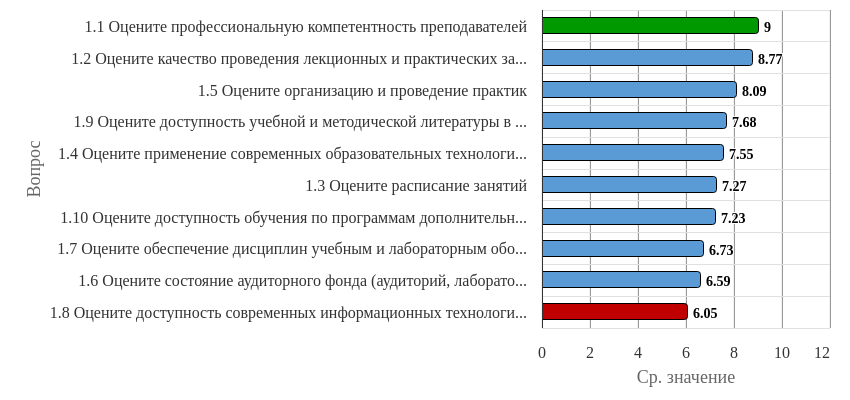 1.1 Оцените профессиональную компетентность преподавателей 9
1.2 Оцените качество проведения лекционных и практических за... 8.77
1.5 Оцените организацию и проведение практик 8.09
1.9 Оцените доступность учебной и методической литературы в ... 7.68
1.4 Оцените применение современных образовательных технологи... 7.55
1.3 Оцените расписание занятий 7.27
1.10 Оцените доступность обучения по программам дополнительн... 7.23
1.7 Оцените обеспечение дисциплин учебным и лабораторным обо... 6.73
1.6 Оцените состояние аудиторного фонда (аудиторий, лаборато... 6.59
1.8 Оцените доступность современных информационных технологи... 6.05
Вопрос
0 2 4 6 8 10 12
Ср. значение